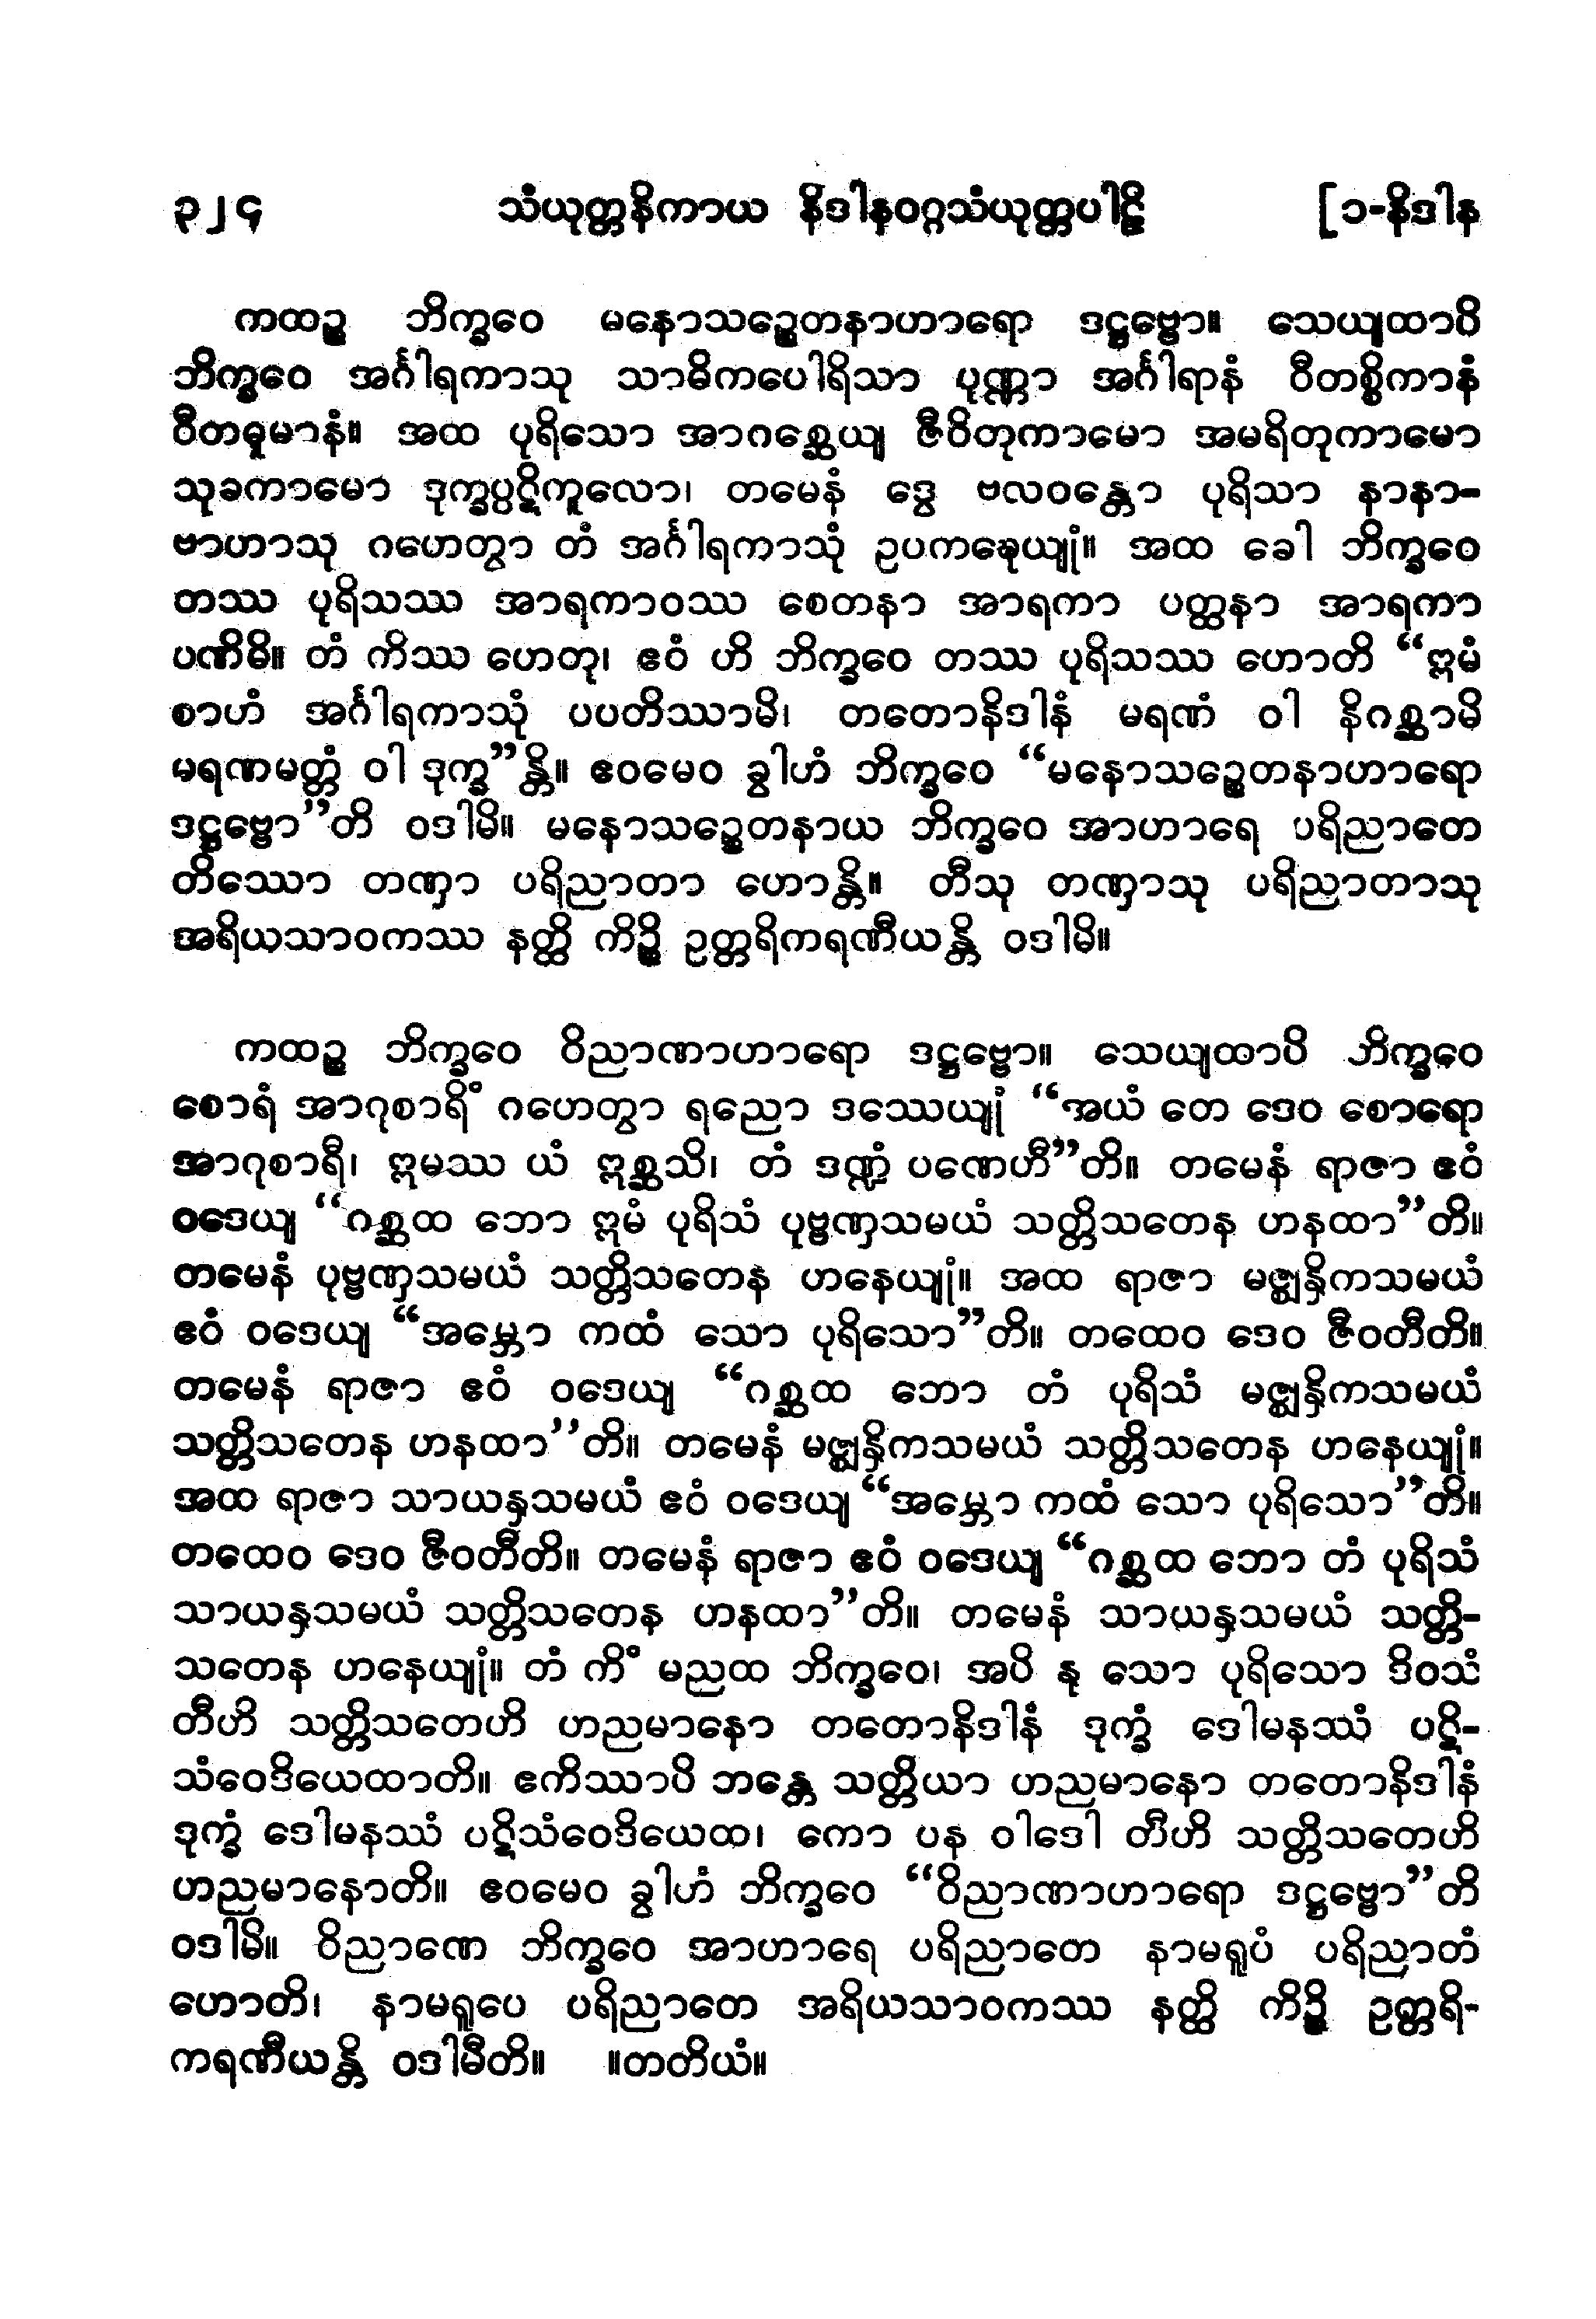 ၃၂၄ သံယုတ္တနိကာယ နိဒါနဝဂ္ဂသံယုတ္တပါဠိ [၁-နိဒါန
ကထဉ္စ ဘိက္ခဝေ မနောသဉ္စေတနာဟာရော ဒဋ္ဌဗ္ဗော။ သေယျထာပိ
ဘိက္ခဝေ အင်္ဂါရကာသု သာဓိကပေါရိသာ ပုဏ္ဏာ အင်္ဂါရာနံ ဝီတစ္စိကာနံ
ဝီတဓူမာနံ။ အထ ပုရိသော အာဂစ္ဆေယျ ဇီဝိတုကာမော အမရိတုကာမော
သုခကာမော ဒုက္ခပ္ပဋိကူလော၊ တမေနံ ဒွေ ဗလဝန္တော ပုရိသာ နာနာ-
ဗာဟာသု ဂဟေတွာ တံ အင်္ဂါရကာသုံ ဥပကဍ္ဎေယျုံ။ အထ ခေါ ဘိက္ခဝေ
တဿ ပုရိသဿ အာရကာဝဿ စေတနာ အာရကာ ပတ္ထနာ အာရကာ
ပဏိဓိ။ တံ ကိဿ ဟေတု၊ ဧဝံ ဟိ ဘိက္ခဝေ တဿ ပုရိသဿ ဟောတိ “ဣမံ
စာဟံ အင်္ဂါရကာသုံ ပပတိဿာမိ၊ တတောနိဒါနံ မရဏံ ဝါ နိဂစ္ဆာမိ
မရဏမတ္တံ ဝါ ဒုက္ခ”န္တိ။ ဧဝမေဝ ခွါဟံ ဘိက္ခဝေ “မနောသဉ္စေတနာဟာရော
ဒဋ္ဌဗ္ဗော”တိ ဝဒါမိ။ မနောသဉ္စေတနာယ ဘိက္ခဝေ အာဟာရေ ပရိညာတေ
တိဿော တဏှာ ပရိညာတာ ဟောန္တိ။ တီသု တဏှာသု ပရိညာတာသု
အရိယသာဝကဿ နတ္ထိ ကိဉ္စိ ဥတ္တရိကရဏီယန္တိ ဝဒါမိ။
ကထဉ္စ ဘိက္ခဝေ ဝိညာဏာဟာရော ဒဋ္ဌဗ္ဗော။ သေယျထာပိ ဘိက္ခဝေ
စောရံ အာဂုစာရိံ ဂဟေတွာ ရညော ဒဿေယျုံ “အယံ တေ ဒေဝ စောရော
အာဂုစာရီ၊ ဣမဿ ယံ ဣစ္ဆသိ၊ တံ ဒဏ္ဍံ ပဏေဟီ”တိ။ တမေနံ ရာဇာ ဧဝံ
ဝဒေယျ “ဂစ္ဆထ ဘော ဣမံ ပုရိသံ ပုဗ္ဗဏှသမယံ သတ္တိသတေန ဟနထာ”တိ။
တမေနံ ပုဗ္ဗဏှသမယံ သတ္တိသတေန ဟနေယျုံ။ အထ ရာဇာ မဇ္ဈန္ဟိကသမယံ
ဧဝံ ဝဒေယျ “အမ္ဘော ကထံ သော ပုရိသော”တိ။ တထေဝ ဒေဝ ဇီဝတီတိ။
တမေနံ ရာဇာ ဧဝံ ဝဒေယျ “ဂစ္ဆထ ဘော တံ ပုရိသံ မဇ္ဈန္ဟိကသမယံ
သတ္တိသတေန ဟနထာ”တိ။ တမေနံ မဇ္ဈန္ဟိကသမယံ သတ္တိသတေန ဟနေယျုံ။
အထ ရာဇာ သာယနှသမယံ ဧဝံ ဝဒေယျ “အမ္ဘော ကထံ သော ပုရိသော”တိ။
တထေဝ ဒေဝ ဇီဝတီတိ။ တမေနံ ရာဇာ ဧဝံ ဝဒေယျ “ဂစ္ဆထ ဘော တံ ပုရိသံ
သာယနှသမယံ သတ္တိသတေန ဟနထာ”တိ။ တမေနံ သာယနှသမယံ သတ္တိ-
သတေန ဟနေယျုံ။ တံ ကိံ မညထ ဘိက္ခဝေ၊ အပိ နု သော ပုရိသော ဒိဝသံ
တီဟိ သတ္တိသတေဟိ ဟညမာနော တတောနိဒါနံ ဒုက္ခံ ဒေါမနဿံ ပဋိ-
သံဝေဒိယေထာတိ။ ဧကိဿာပိ ဘန္တေ သတ္တိယာ ဟညမာနော တတောနိဒါနံ
ဒုက္ခံ ဒေါမနဿံ ပဋိသံဝေဒိယေထ၊ ကော ပန ဝါဒေါ တီဟိ သတ္တိသတေဟိ
ဟညမာနောတိ။ ဧဝမေဝ ခွါဟံ ဘိက္ခဝေ “ဝိညာဏာဟာရော ဒဋ္ဌဗ္ဗော”တိ
ဝဒါမိ။ ဝိညာဏေ ဘိက္ခဝေ အာဟာရေ ပရိညာတေ နာမရူပံ ပရိညာတံ
ဟောတိ၊ နာမရူပေ ပရိညာတေ အရိယသာဝကဿ နတ္ထိ ကိဉ္စိ ဥတ္တရိ-
ကရဏီယန္တိ ဝဒါမီတိ။ ။တတိယံ။